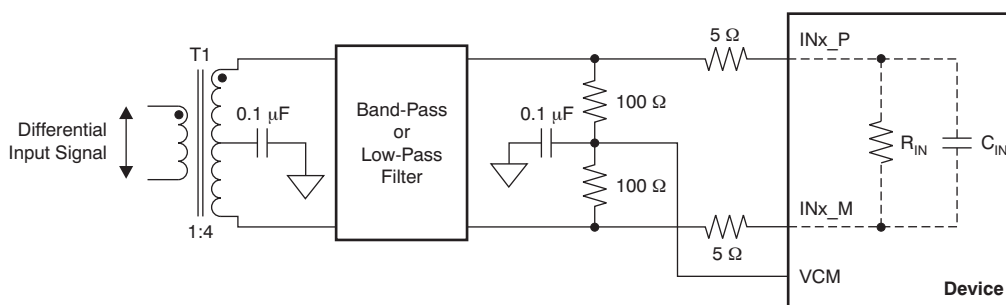 T1
Differential
Input Signal
0.1 μF
1:4
Band-Pass
or
Low-Pass
Filter
0.1 μF
100 Ω
100 Ω
5 Ω
5 Ω
INx_P
INx_M
VCM
R_IN
C_IN
Device